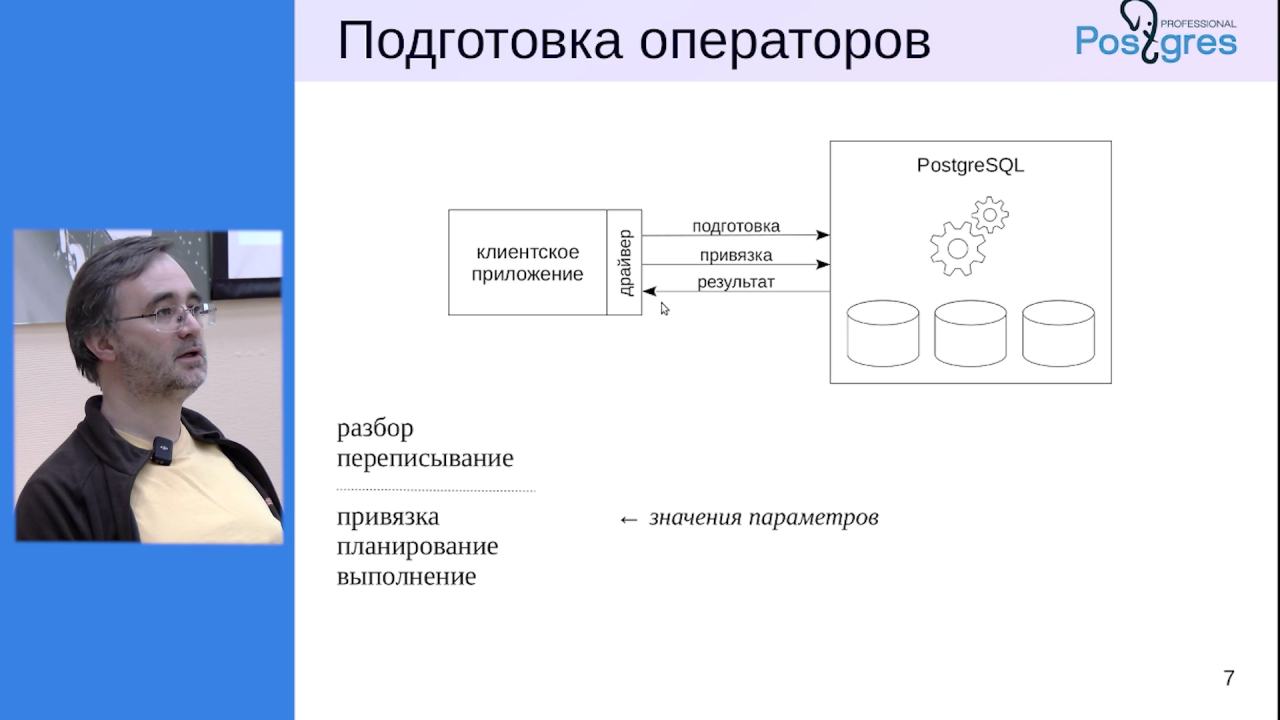 Подготовка операторов
PROFESSIONAL
Postgres
PostgreSQL
клиентское
приложение
драйвер
подготовка
привязка
результат
разбор
переписывание
привязка
← значения параметров
планирование
выполнение
7